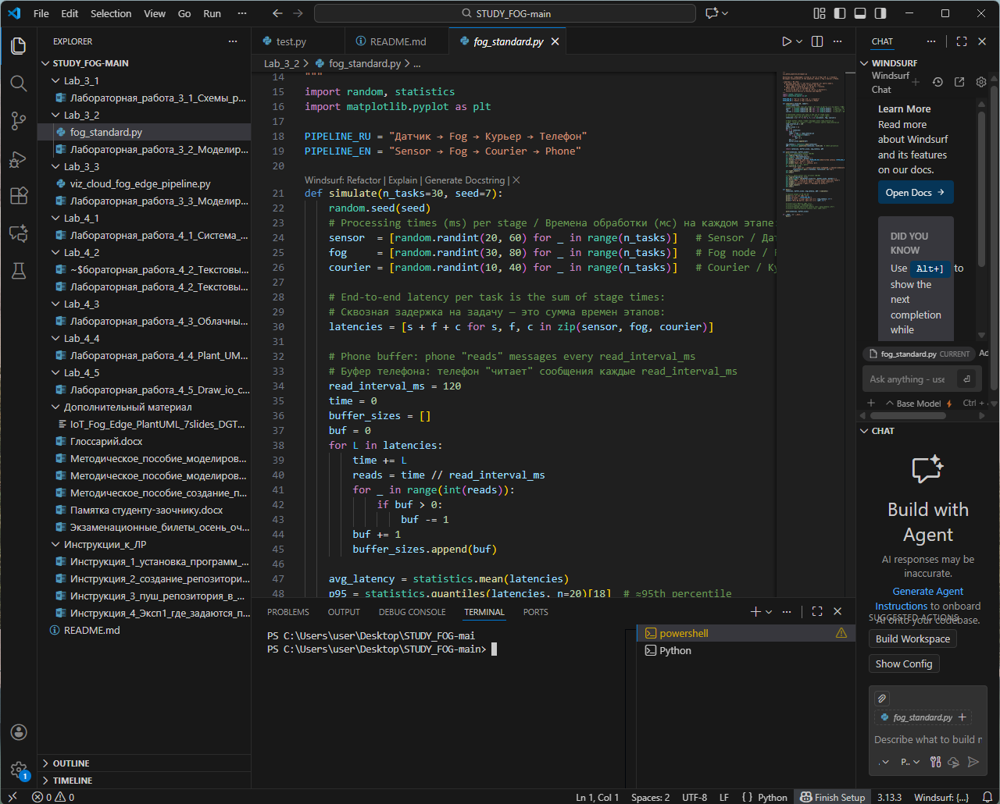 File Edit Selection View Go Run ··· STUDY_FOG-main
EXPLORER
STUDY_FOG-MAIN
Lab_3_1
Лабораторная_работа_3_1_Схемы_р...
Lab_3_2
fog_standard.py
Лабораторная_работа_3_2_Моделир...
Lab_3_3
viz_cloud_fog_edge_pipeline.py
Лабораторная_работа_3_3_Моделир...
Lab_4_1
Лабораторная_работа_4_1_Система_...
Lab_4_2
~$бораторная_работа_4_2_Текстовы...
Лабораторная_работа_4_2_Текстовы...
Lab_4_3
Лабораторная_работа_4_3_Облачны...
Lab_4_4
Лабораторная_работа_4_4_Plant_UM...
Lab_4_5
Лабораторная_работа_4_5_Draw_io_c...
Дополнительный материал
IoT_Fog_Edge_PlantUML_7slides_DGT...
Глоссарий.docx
Методическое_пособие_моделиров...
Методическое_пособие_моделиров...
Методическое_пособие_создание_п...
Памятка студенту-заочнику.docx
Экзаменационные_билеты_осень_оч...
Инструкции_к_ЛР
Инструкция_1_установка_программ_...
Инструкция_2_создание_репозитори...
Инструкция_3_пуш_репозитория_в_...
Инструкция_4_Эксп1_где_задаются_п...
README.md
OUTLINE
TIMELINE
test.py README.md fog_standard.py
Lab_3_2 > fog_standard.py > ...
14 """
15 import random, statistics
16 import matplotlib.pyplot as plt
17
18 PIPELINE_RU = "Датчик → Fog → Курьер → Телефон"
19 PIPELINE_EN = "Sensor → Fog → Courier → Phone"
20
Windsurf: Refactor | Explain | Generate Docstring | X
21 def simulate(n_tasks=30, seed=7):
22 random.seed(seed)
23 # Processing times (ms) per stage / Времена обработки (мс) на каждом этапе
24 sensor = [random.randint(20, 60) for _ in range(n_tasks)] # Sensor / Да
25 fog = [random.randint(30, 80) for _ in range(n_tasks)] # Fog node /
26 courier = [random.randint(10, 40) for _ in range(n_tasks)] # Courier / Ку
27
28 # End-to-end latency per task is the sum of stage times:
29 # Сквозная задержка на задачу — это сумма времен этапов:
30 latencies = [s + f + c for s, f, c in zip(sensor, fog, courier)]
31
32 # Phone buffer: phone "reads" messages every read_interval_ms
33 # Буфер телефона: телефон "читает" сообщения каждые read_interval_ms
34 read_interval_ms = 120
35 time = 0
36 buffer_sizes = []
37 buf = 0
38 for L in latencies:
39 time += L
40 reads = time // read_interval_ms
41 for _ in range(int(reads)):
42 if buf > 0:
43 buf -= 1
44 buf += 1
45 buffer_sizes.append(buf)
46
47 avg_latency = statistics.mean(latencies)
48 p95 = statistics.quantiles(latencies, n=20)[18] # ≈95th percentile
PROBLEMS OUTPUT DEBUG CONSOLE TERMINAL PORTS
PS C:\Users\user\Desktop\STUDY_FOG-mai
PS C:\Users\user\Desktop\STUDY_FOG-main>
powershell
Python
CHAT
WINDSURF
Windsurf
Chat
Learn More
Read more
about Windsurf
and its features
on our docs.
Open Docs →
DID YOU
KNOW
Use Alt+] to
show the
next
completion
while
fog_standard.py CURRENT Ad
Ask anything - use
Base Model Ctrl +
CHAT
Build with
Agent
AI responses may be
inaccurate.
Generate Agent
Instructions to onboard
AI onto your codebase.
SUGGESTED ACTIONS
Build Workspace
Show Config
fog_standard.py +
Describe what to build n
P..
1
0 0 Ln 1, Col 1 Spaces: 2 UTF-8 LF { } Python Finish Setup 3.13.3 Windsurf: {...}